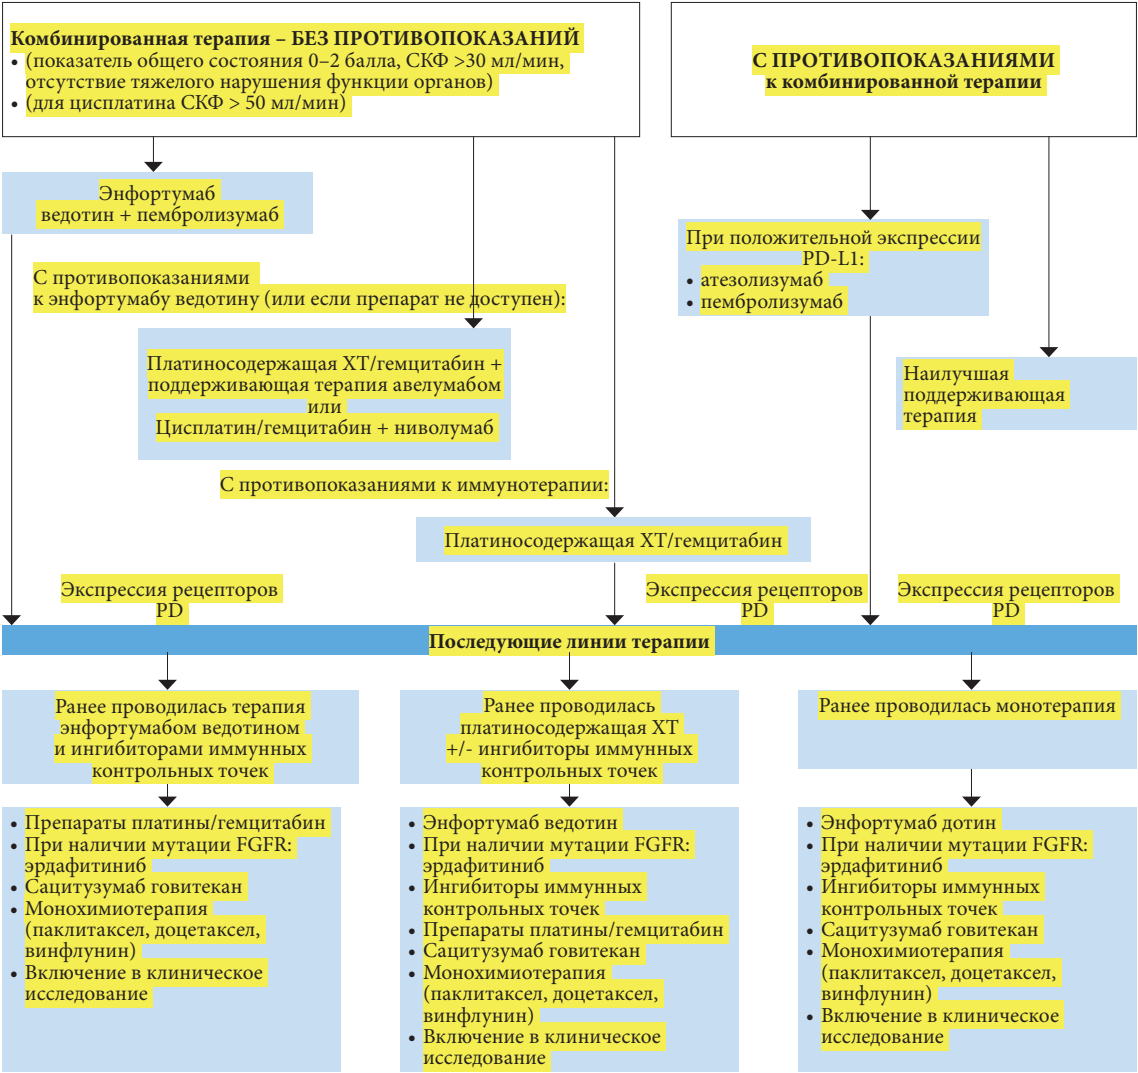 Комбинированная терапия – БЕЗ ПРОТИВОПОКАЗАНИЙ
• (показатель общего состояния 0–2 балла, СКФ >30 мл/мин,
отсутствие тяжелого нарушения функции органов)
• (для цисплатина СКФ > 50 мл/мин)
С ПРОТИВОПОКАЗАНИЯМИ
к комбинированной терапии
Энфортумаб
ведотин + пембролизумаб
При положительной экспрессии
PD-L1:
• атезолизумаб
• пембролизумаб
С противопоказаниями
к энфортумабу ведотину (или если препарат не доступен):
Платиносодержащая ХТ/гемцитабин +
поддерживающая терапия авелумабом
или
Цисплатин/гемцитабин + ниволумаб
Наилучшая
поддерживающая
терапия
С противопоказаниями к иммунотерапии:
Платиносодержащая ХТ/гемцитабин
Экспрессия рецепторов
PD
Экспрессия рецепторов
PD
Экспрессия рецепторов
PD
Последующие линии терапии
Ранее проводилась терапия
энфортумабом ведотином
и ингибиторами иммунных
контрольных точек
Ранее проводилась
платиносодержащая ХТ
+/- ингибиторы иммунных
контрольных точек
Ранее проводилась монотерапия
• Препараты платины/гемцитабин
• При наличии мутации FGFR:
эрдафитиниб
• Сацитузумаб говитекан
• Монохимиотерапия
(паклитаксел, доцетаксел,
винфлунин)
• Включение в клиническое
исследование
• Энфортумаб ведотин
• При наличии мутации FGFR:
эрдафитиниб
• Ингибиторы иммунных
контрольных точек
• Препараты платины/гемцитабин
• Сацитузумаб говитекан
• Монохимиотерапия
(паклитаксел, доцетаксел,
винфлунин)
• Включение в клиническое
исследование
• Энфортумаб дотин
• При наличии мутации FGFR:
эрдафитиниб
• Ингибиторы иммунных
контрольных точек
• Сацитузумаб говитекан
• Монохимиотерапия
(паклитаксел, доцетаксел,
винфлунин)
• Включение в клиническое
исследование